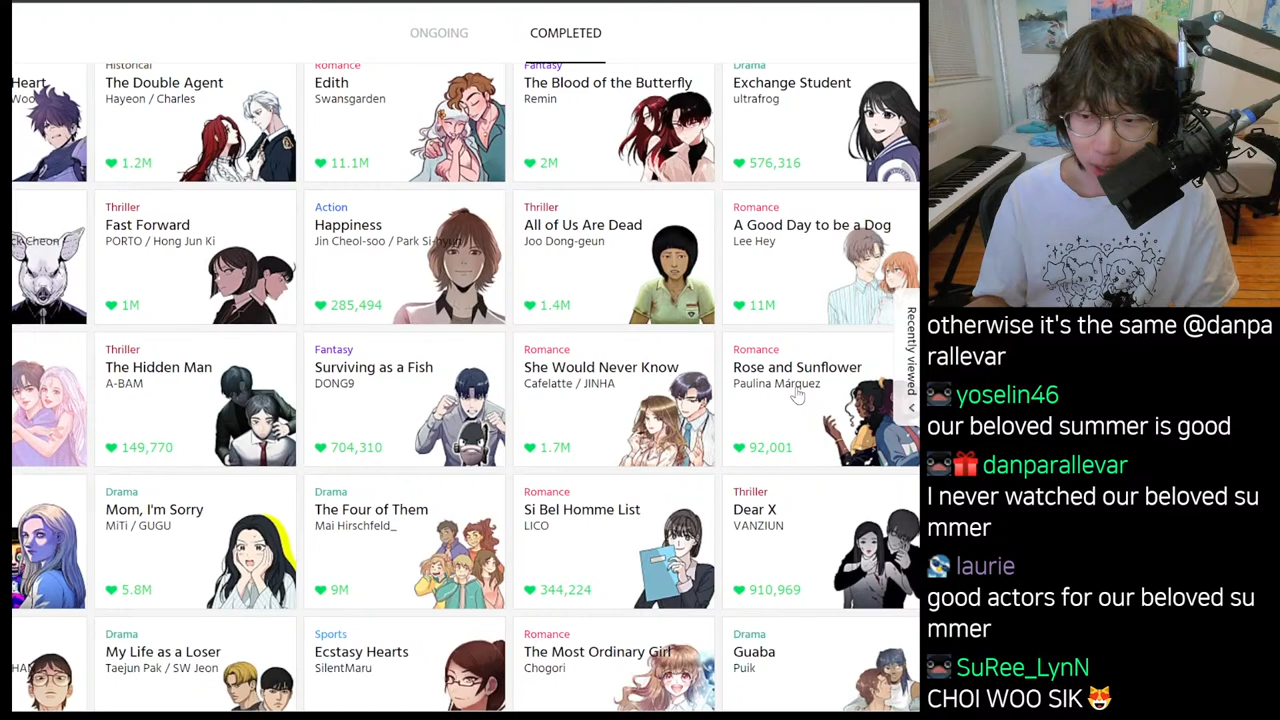 ONGOING
COMPLETED
Heart
Historical
The Double Agent
Hayeon / Charles
1.2M
Romance
Edith
Swansgarden
11.1M
Fantasy
The Blood of the Butterfly
Remin
2M
Drama
Exchange Student
ultrafrog
576,316
ck Cheon
Thriller
Fast Forward
PORTO / Hong Jun Ki
1M
Action
Happiness
Jin Cheol-soo / Park Si-hyun
285,494
Thriller
All of Us Are Dead
Joo Dong-geun
1.4M
Romance
A Good Day to be a Dog
Lee Hey
11M
Recently viewed
Thriller
The Hidden Man
A-BAM
149,770
Fantasy
Surviving as a Fish
DONG9
704,310
Romance
She Would Never Know
Cafelatte / JINHA
1.7M
Romance
Rose and Sunflower
Paulina Márquez
92,001
Drama
Mom, I'm Sorry
MiTi / GUGU
5.8M
Drama
The Four of Them
Mai Hirschfeld_
9M
Romance
Si Bel Homme List
LICO
344,224
Thriller
Dear X
VANZIUN
910,969
Drama
My Life as a Loser
Taejun Pak / SW Jeon
Sports
Ecstasy Hearts
SilentMaru
Romance
The Most Ordinary Girl
Chogori
Drama
Guaba
Puik
otherwise it's the same @danpa
rallevar
yoselin46
our beloved summer is good
danparallevar
I never watched our beloved su
mmer
laurie
good actors for our beloved su
mmer
SuRee_LynN
CHOI WOO SIK